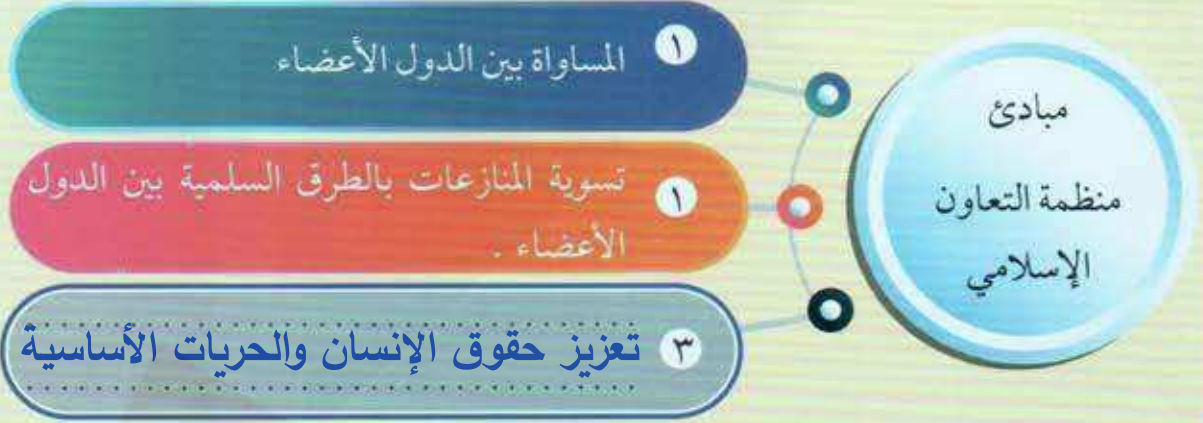 مبادئ
منظمة التعاون
الإسلامي
١ المساواة بين الدول الأعضاء
١ تسوية المنازعات بالطرق السلمية بين الدول
الأعضاء .
٣ تعزيز حقوق الإنسان والحريات الأساسية